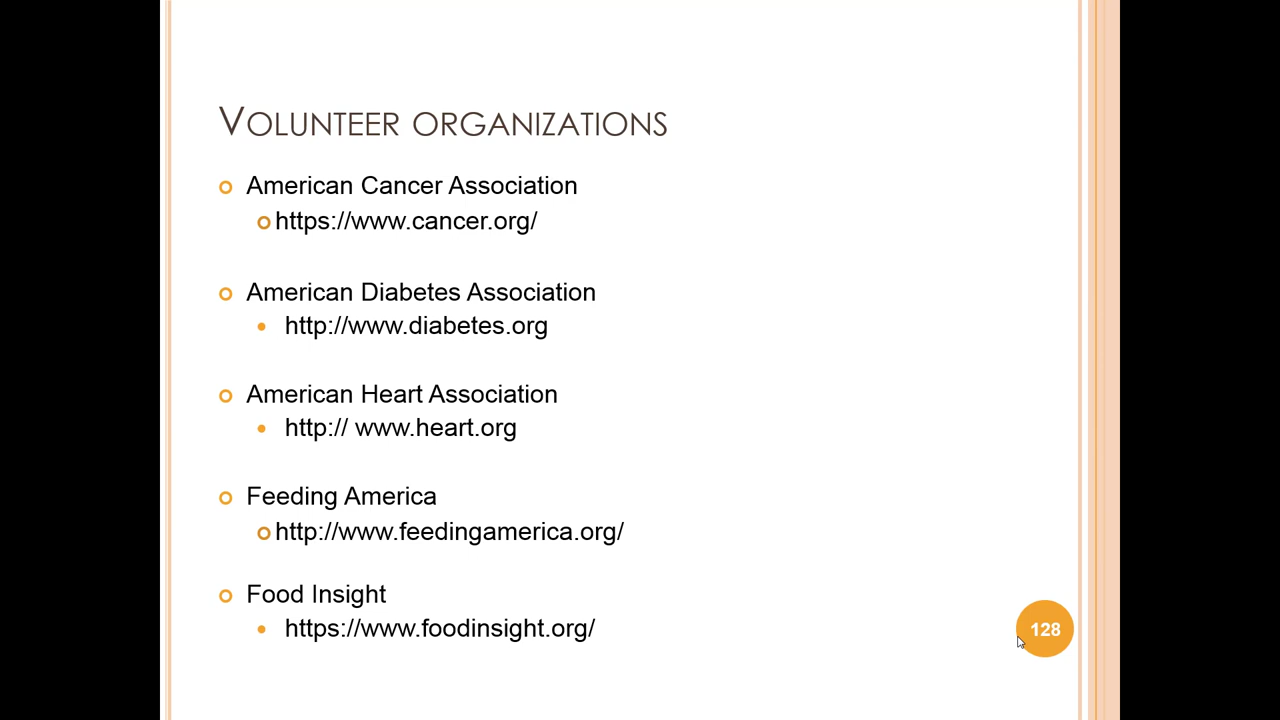 VOLUNTEER ORGANIZATIONS
American Cancer Association
https://www.cancer.org/
American Diabetes Association
http://www.diabetes.org
American Heart Association
http:// www.heart.org
Feeding America
http://www.feedingamerica.org/
Food Insight
https://www.foodinsight.org/
128